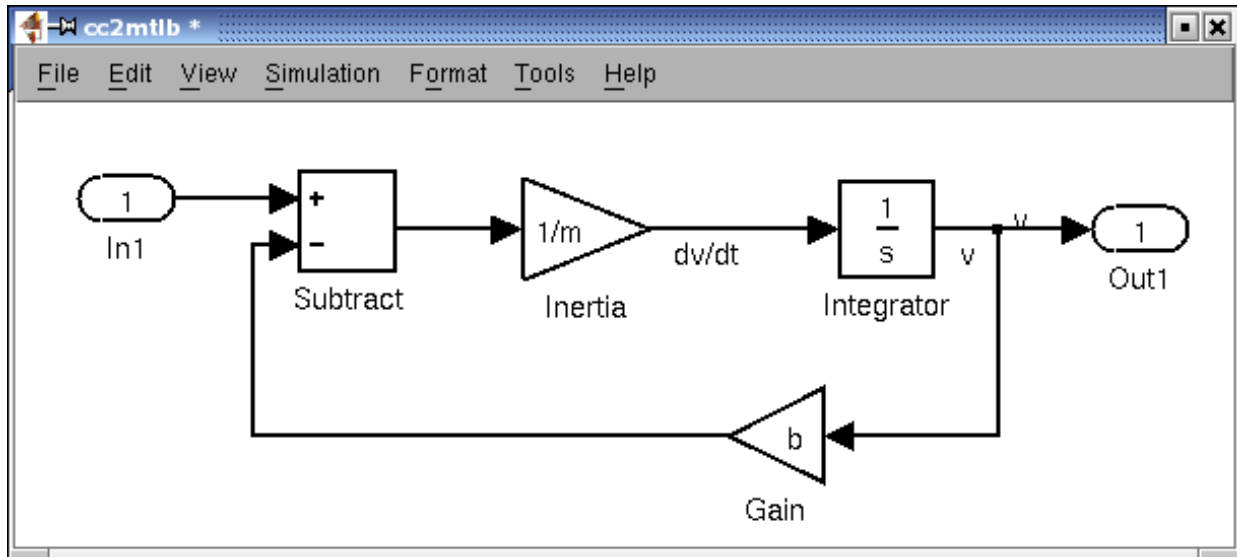 cc2mtlb *
File Edit View Simulation Format Tools Help
1
In1
+
−
Subtract
1/m
Inertia
dv/dt
1
s
Integrator
v
v
1
Out1
b
Gain